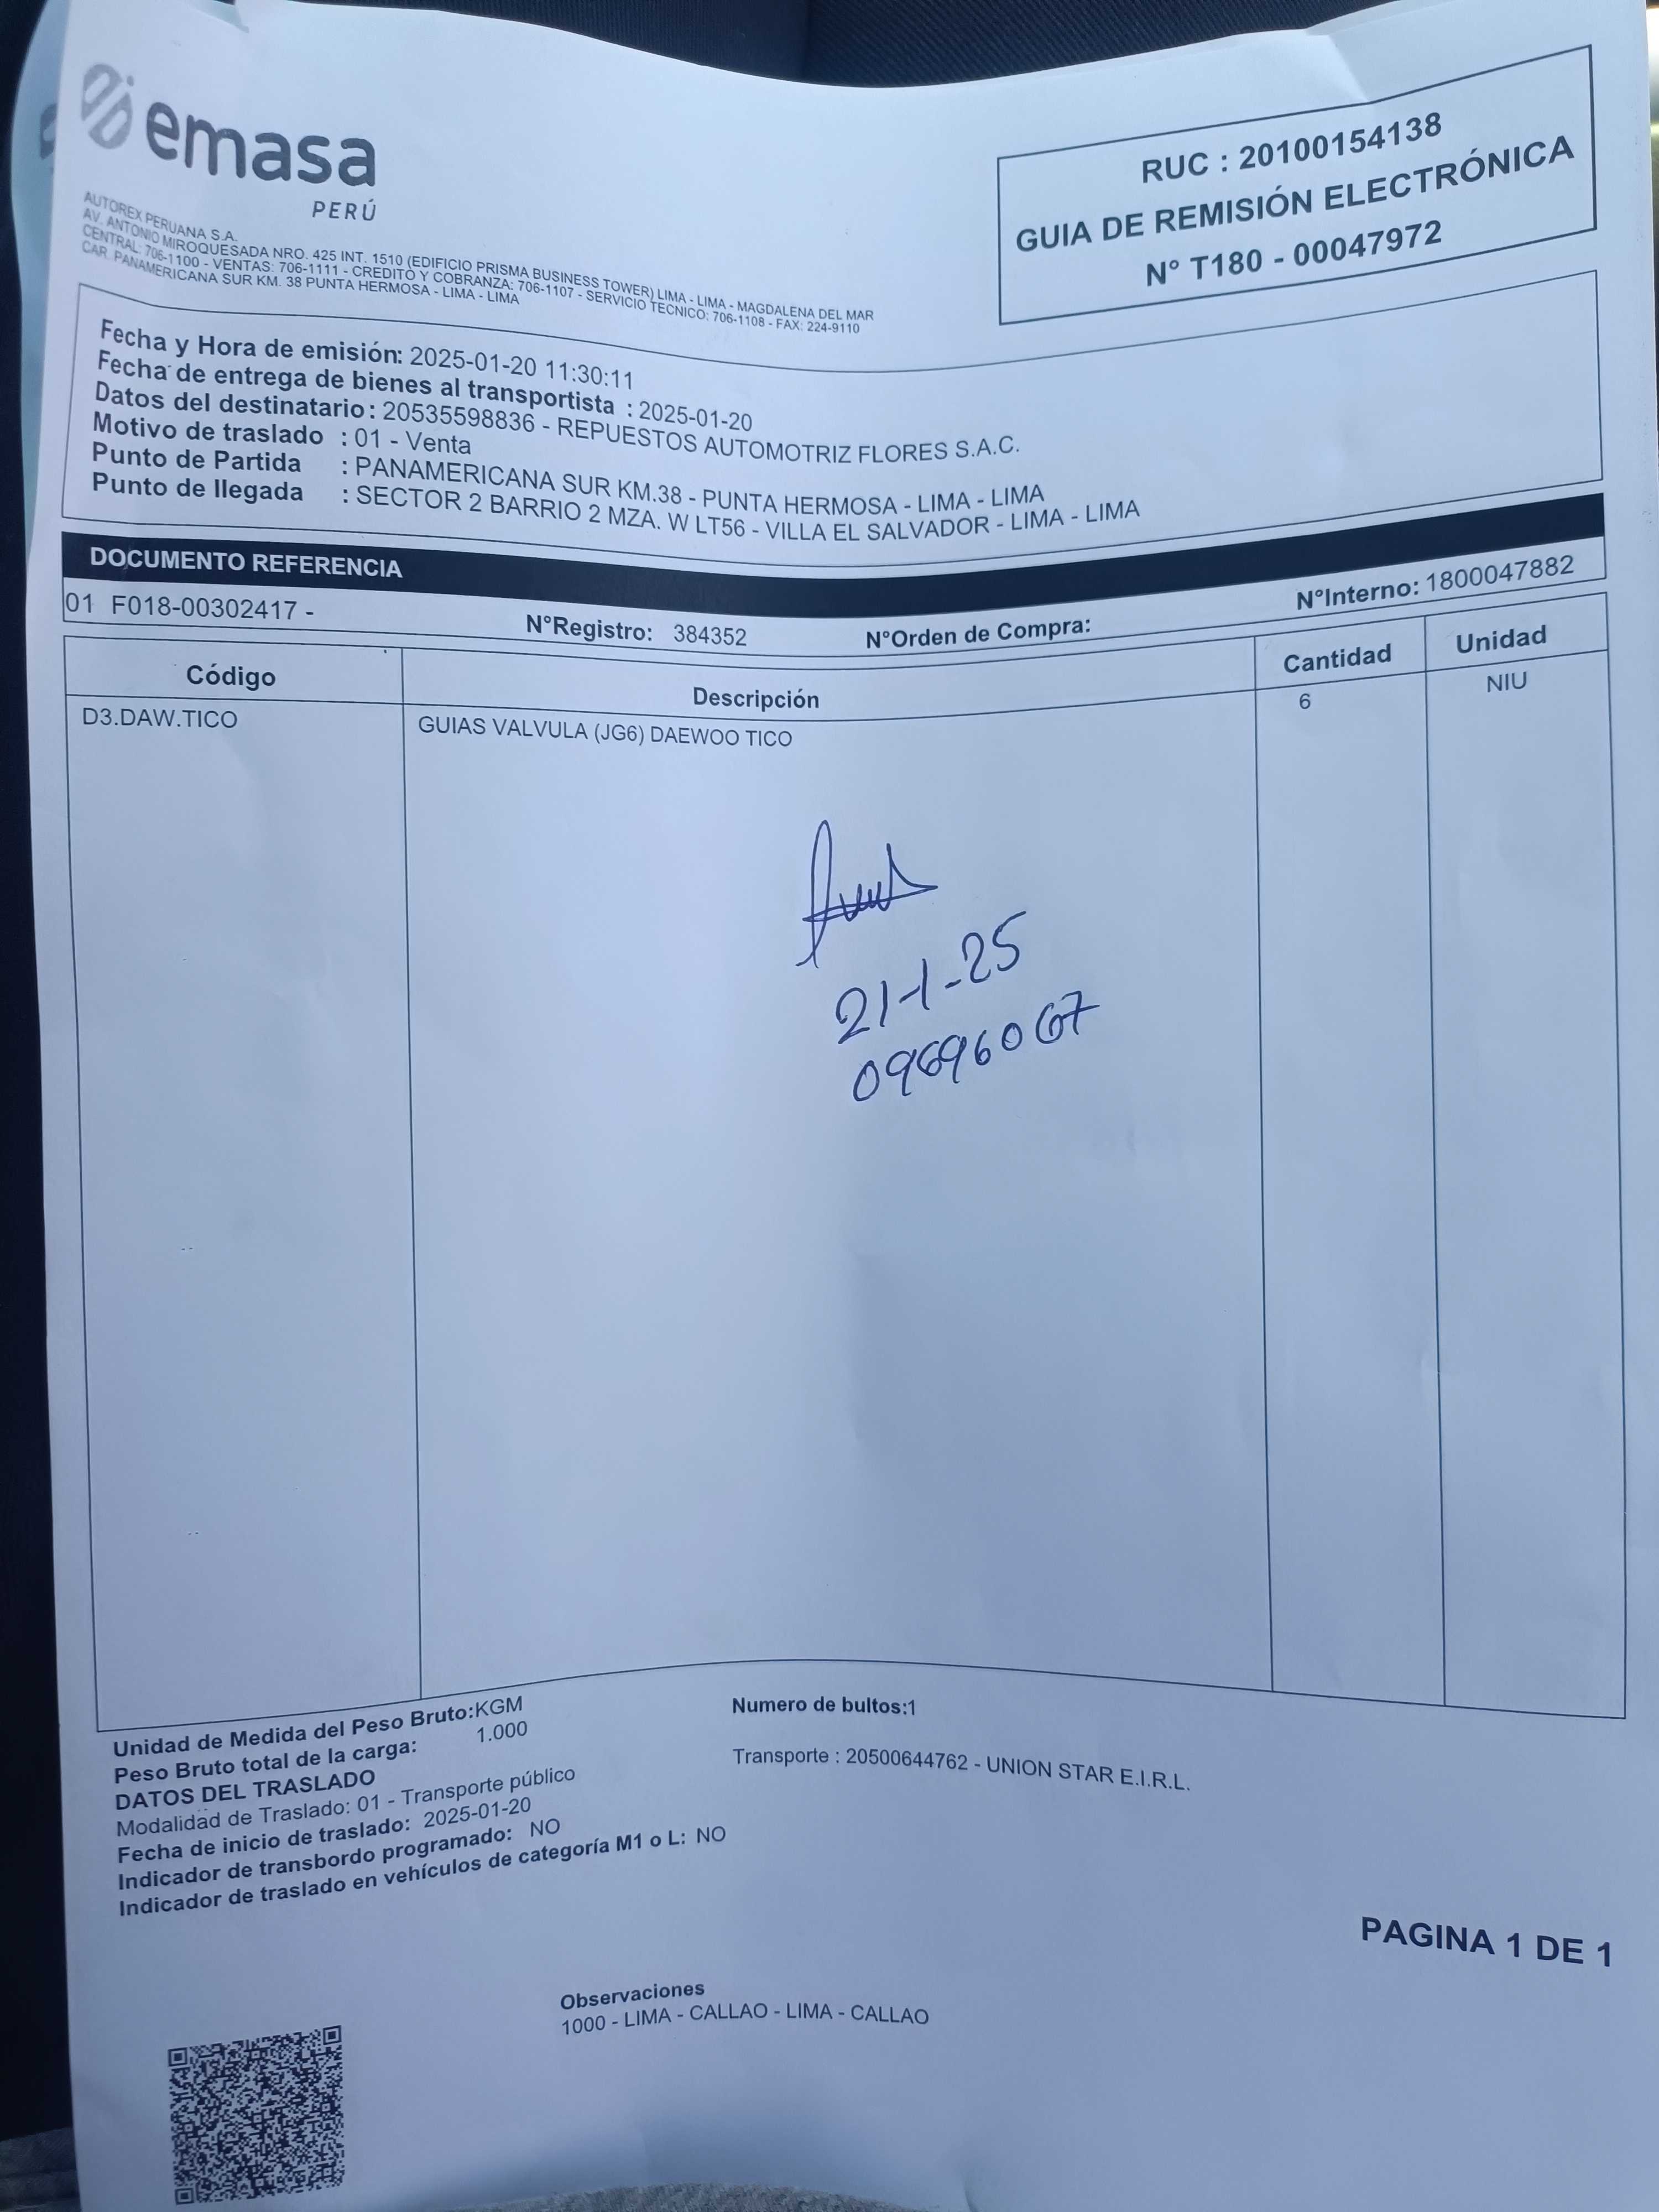 emasa
PERÚ
AUTOREX PERUANA S.A.
AV. ANTONIO MIROQUESADA NRO. 425 INT. 1510 (EDIFICIO PRISMA BUSINESS TOWER) LIMA - LIMA - MAGDALENA DEL MAR
CENTRAL: 706-1100 - VENTAS: 706-1111 - CREDITO Y COBRANZA: 706-1107 - SERVICIO TECNICO: 706-1108 - FAX: 224-9110
CAR. PANAMERICANA SUR KM. 38 PUNTA HERMOSA - LIMA - LIMA
RUC : 20100154138
GUIA DE REMISIÓN ELECTRÓNICA
N° T180 - 00047972
Fecha y Hora de emisión: 2025-01-20 11:30:11
Fecha de entrega de bienes al transportista : 2025-01-20
Datos del destinatario: 20535598836 - REPUESTOS AUTOMOTRIZ FLORES S.A.C.
Motivo de traslado : 01 - Venta
Punto de Partida : PANAMERICANA SUR KM.38 - PUNTA HERMOSA - LIMA - LIMA
Punto de llegada : SECTOR 2 BARRIO 2 MZA. W LT56 - VILLA EL SALVADOR - LIMA - LIMA
DOCUMENTO REFERENCIA
01 F018-00302417 - N°Registro: 384352 N°Orden de Compra: N°Interno: 1800047882
Código Descripción Cantidad Unidad
D3.DAW.TICO GUIAS VALVULA (JG6) DAEWOO TICO 6 NIU
21-1-25
09696067
Unidad de Medida del Peso Bruto:KGM Numero de bultos:1
Peso Bruto total de la carga: 1.000
DATOS DEL TRASLADO Transporte : 20500644762 - UNION STAR E.I.R.L.
Modalidad de Traslado: 01 - Transporte público
Fecha de inicio de traslado: 2025-01-20
Indicador de transbordo programado: NO
Indicador de traslado en vehículos de categoría M1 o L: NO
PAGINA 1 DE 1
Observaciones
1000 - LIMA - CALLAO - LIMA - CALLAO